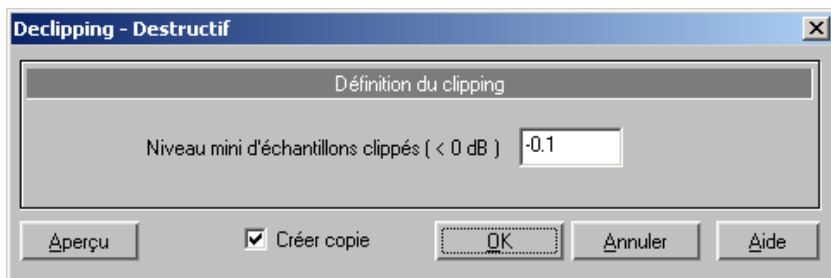 Declipping - Destructif
Définition du clipping
Niveau mini d'échantillons clippés ( < 0 dB ) -0.1
Aperçu Créer copie OK Annuler Aide